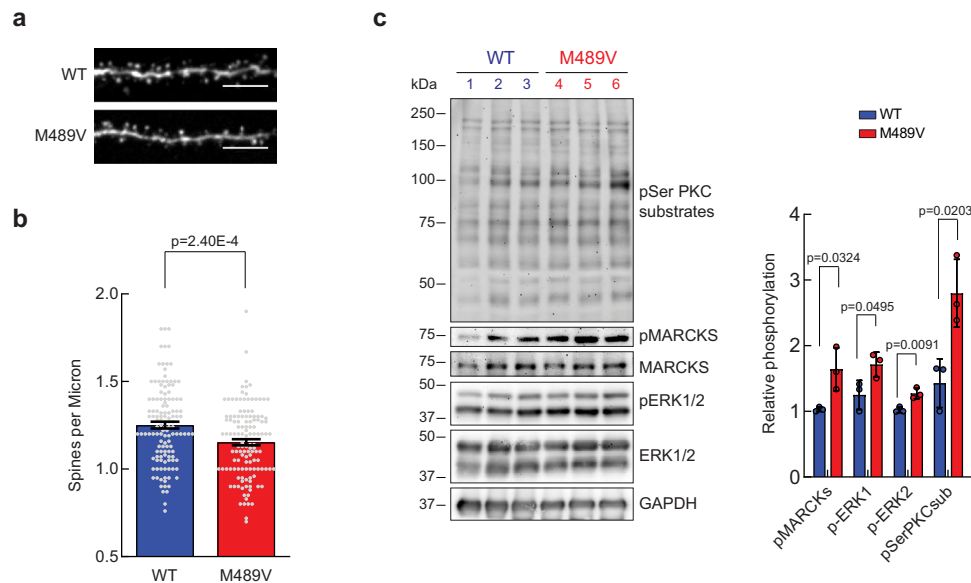 a
WT
M489V
b
p=2.40E-4
2.0
1.5
1.0
0.5
Spines per Micron
WT
M489V
c
WT
M489V
kDa
1
2
3
4
5
6
250
150
100
75
50
pSer PKC
substrates
75
pMARCKS
75
MARCKS
50
37
pERK1/2
50
37
ERK1/2
37
GAPDH
WT
M489V
p=0.0203
p=0.0324
p=0.0495
p=0.0091
4
3
2
1
0
Relative phosphorylation
pMARCKs
p-ERK1
p-ERK2
pSerPKCsub